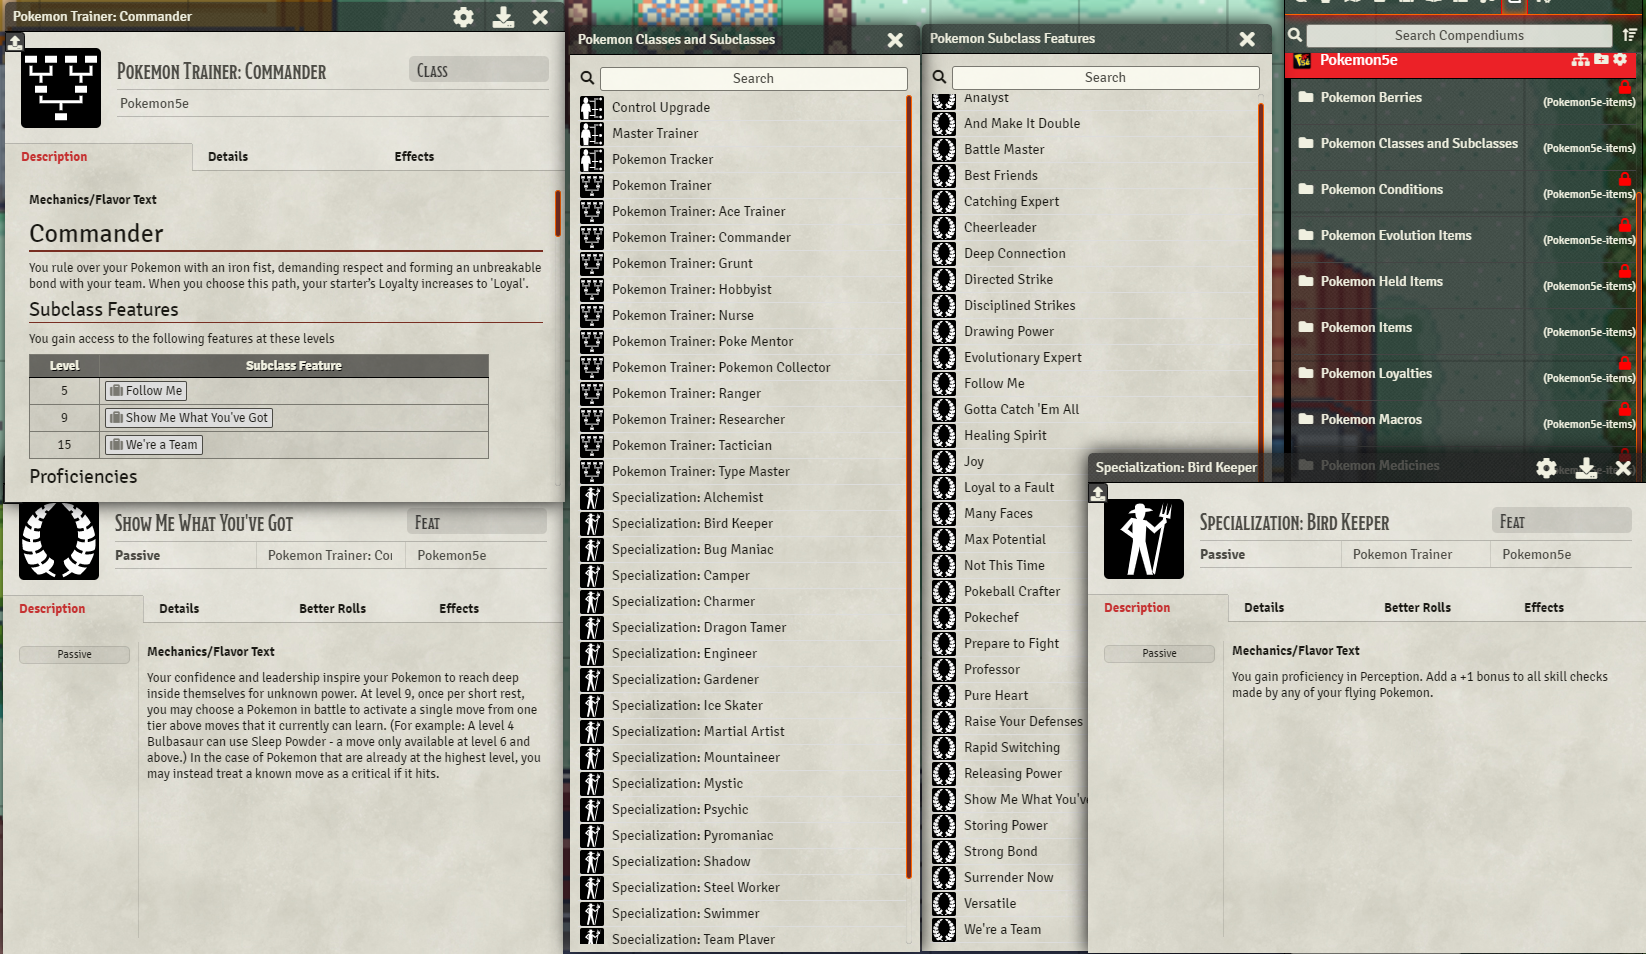 Pokemon Trainer: Commander
Pokemon Trainer: Commander
Class
Pokemon5e
Description
Details
Effects
Mechanics/Flavor Text
Commander
You rule over your Pokemon with an iron fist, demanding respect and forming an unbreakable
bond with your team. When you choose this path, your starter's Loyalty increases to 'Loyal'.
Subclass Features
You gain access to the following features at these levels
Level Subclass Feature
5 Follow Me
9 Show Me What You've Got
15 We're a Team
Proficiencies
Show Me What You've Got
Feat
Passive Pokemon Trainer: Co Pokemon5e
Description Details Better Rolls Effects
Passive
Mechanics/Flavor Text
Your confidence and leadership inspire your Pokemon to reach deep
inside themselves for unknown power. At level 9, once per short rest,
you may choose a Pokemon in battle to activate a single move from one
tier above moves that it currently can learn. (For example: A level 4
Bulbasaur can use Sleep Powder - a move only available at level 6 and
above.) In the case of Pokemon that are already at the highest level, you
may instead treat a known move as a critical if it hits.
Pokemon Classes and Subclasses
Search
Control Upgrade
Master Trainer
Pokemon Tracker
Pokemon Trainer
Pokemon Trainer: Ace Trainer
Pokemon Trainer: Commander
Pokemon Trainer: Grunt
Pokemon Trainer: Hobbyist
Pokemon Trainer: Nurse
Pokemon Trainer: Poke Mentor
Pokemon Trainer: Pokemon Collector
Pokemon Trainer: Ranger
Pokemon Trainer: Researcher
Pokemon Trainer: Tactician
Pokemon Trainer: Type Master
Specialization: Alchemist
Specialization: Bird Keeper
Specialization: Bug Maniac
Specialization: Camper
Specialization: Charmer
Specialization: Dragon Tamer
Specialization: Engineer
Specialization: Gardener
Specialization: Ice Skater
Specialization: Martial Artist
Specialization: Mountaineer
Specialization: Mystic
Specialization: Psychic
Specialization: Pyromaniac
Specialization: Shadow
Specialization: Steel Worker
Specialization: Swimmer
Specialization: Team Player
Pokemon Subclass Features
Search
Analyst
And Make It Double
Battle Master
Best Friends
Catching Expert
Cheerleader
Deep Connection
Directed Strike
Disciplined Strikes
Drawing Power
Evolutionary Expert
Follow Me
Gotta Catch 'Em All
Healing Spirit
Joy
Loyal to a Fault
Many Faces
Max Potential
Not This Time
Pokeball Crafter
Pokechef
Prepare to Fight
Professor
Pure Heart
Raise Your Defenses
Rapid Switching
Releasing Power
Show Me What You'v
Storing Power
Strong Bond
Surrender Now
Versatile
We're a Team
Search Compendiums
Pokemon5e
Pokemon Berries (Pokemon5e-items)
Pokemon Classes and Subclasses (Pokemon5e-items)
Pokemon Conditions (Pokemon5e-items)
Pokemon Evolution Items (Pokemon5e-items)
Pokemon Held Items (Pokemon5e-items)
Pokemon Items (Pokemon5e-items)
Pokemon Loyalties (Pokemon5e-items)
Pokemon Macros (Pokemon5e-items)
Pokemon Medicines
Specialization: Bird Keeper
Specialization: Bird Keeper
Feat
Passive Pokemon Trainer Pokemon5e
Description Details Better Rolls Effects
Passive
Mechanics/Flavor Text
You gain proficiency in Perception. Add a +1 bonus to all skill checks
made by any of your flying Pokemon.